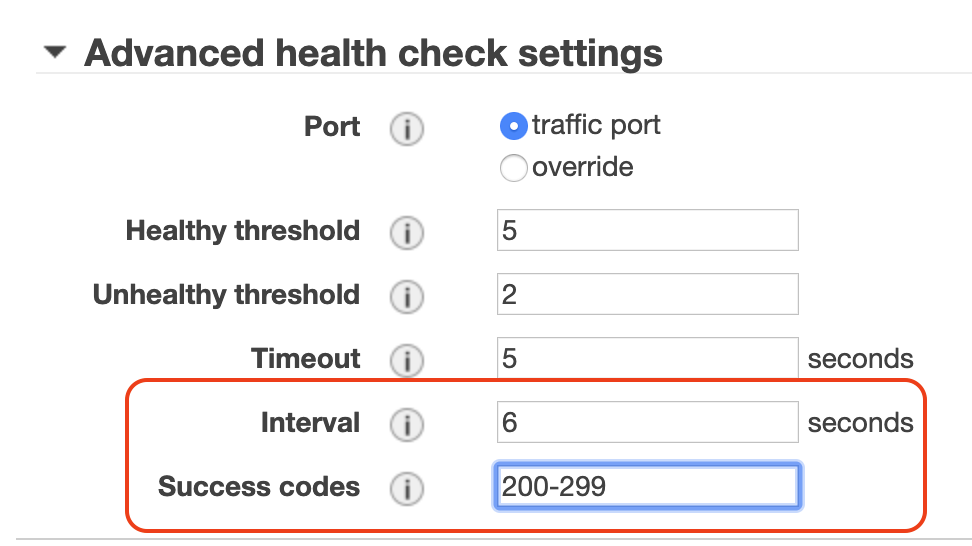 Advanced health check settings
Port i traffic port
override
Healthy threshold i 5
Unhealthy threshold i 2
Timeout i 5 seconds
Interval i 6 seconds
Success codes i 200-299